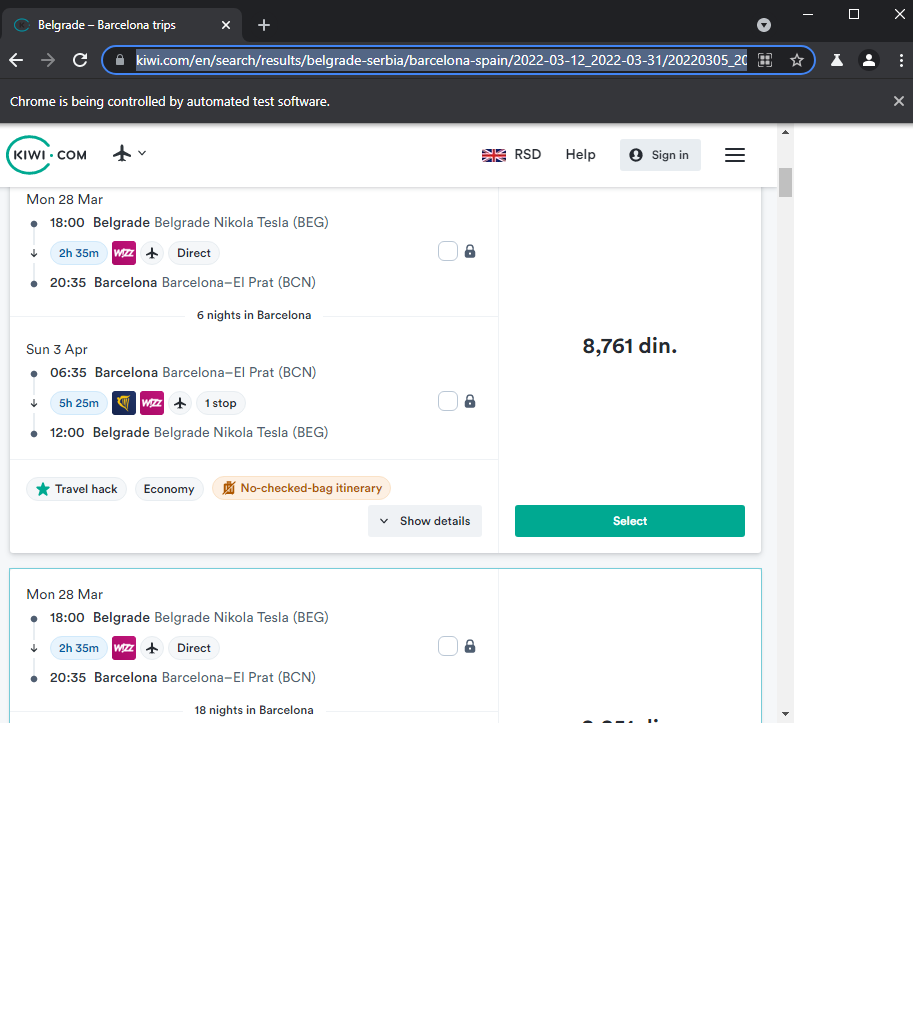 Belgrade – Barcelona trips
kiwi.com/en/search/results/belgrade-serbia/barcelona-spain/2022-03-12_2022-03-31/20220305_20
Chrome is being controlled by automated test software.
KIWI.COM
RSD
Help
Sign in
Mon 28 Mar
18:00 Belgrade Belgrade Nikola Tesla (BEG)
2h 35m WIZZ Direct
20:35 Barcelona Barcelona–El Prat (BCN)
6 nights in Barcelona
8,761 din.
Sun 3 Apr
06:35 Barcelona Barcelona–El Prat (BCN)
5h 25m WIZZ 1 stop
12:00 Belgrade Belgrade Nikola Tesla (BEG)
Travel hack Economy No-checked-bag itinerary
Show details
Select
Mon 28 Mar
18:00 Belgrade Belgrade Nikola Tesla (BEG)
2h 35m WIZZ Direct
20:35 Barcelona Barcelona–El Prat (BCN)
18 nights in Barcelona